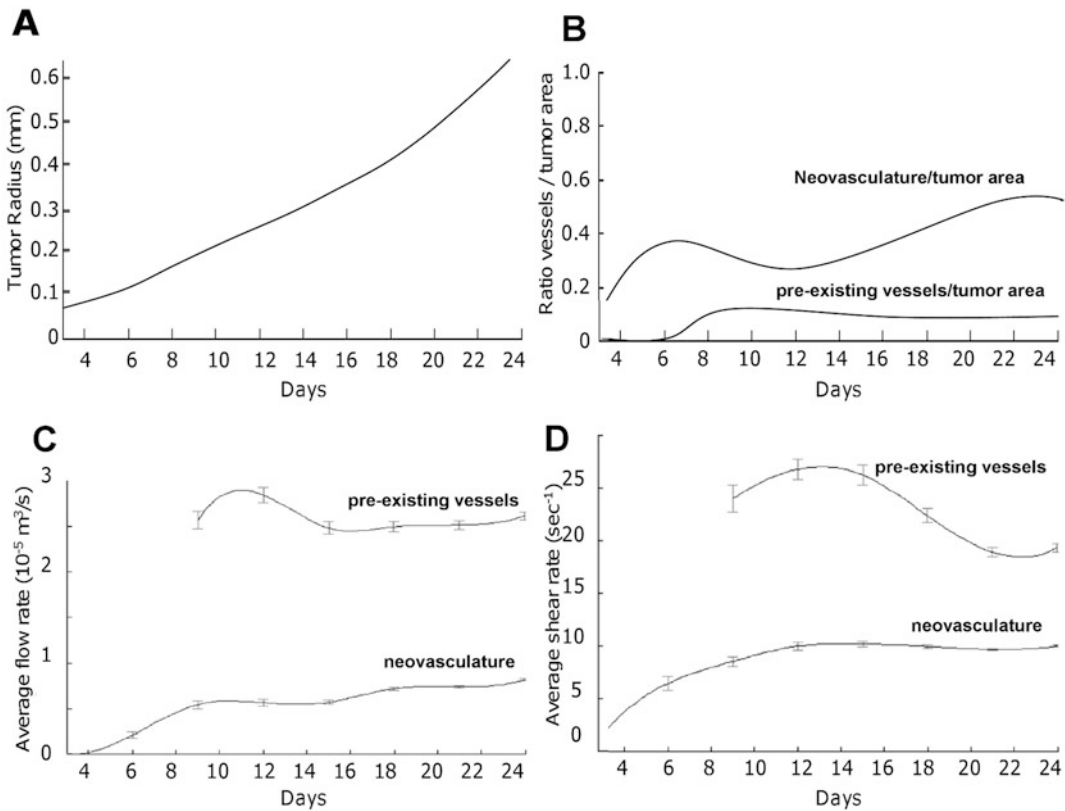 A
Tumor Radius (mm)
0.6
0.5
0.4
0.3
0.2
0.1
0
4 6 8 10 12 14 16 18 20 22 24
Days
B
Ratio vessels / tumor area
1.0
0.8
0.6
0.4
0.2
0
Neovasculature/tumor area
pre-existing vessels/tumor area
4 6 8 10 12 14 16 18 20 22 24
Days
C
Average flow rate (10⁻⁵ m³/s)
3
2
1
0
pre-existing vessels
neovasculature
4 6 8 10 12 14 16 18 20 22 24
Days
D
Average shear rate (sec⁻¹)
25
20
15
10
5
0
pre-existing vessels
neovasculature
4 6 8 10 12 14 16 18 20 22 24
Days